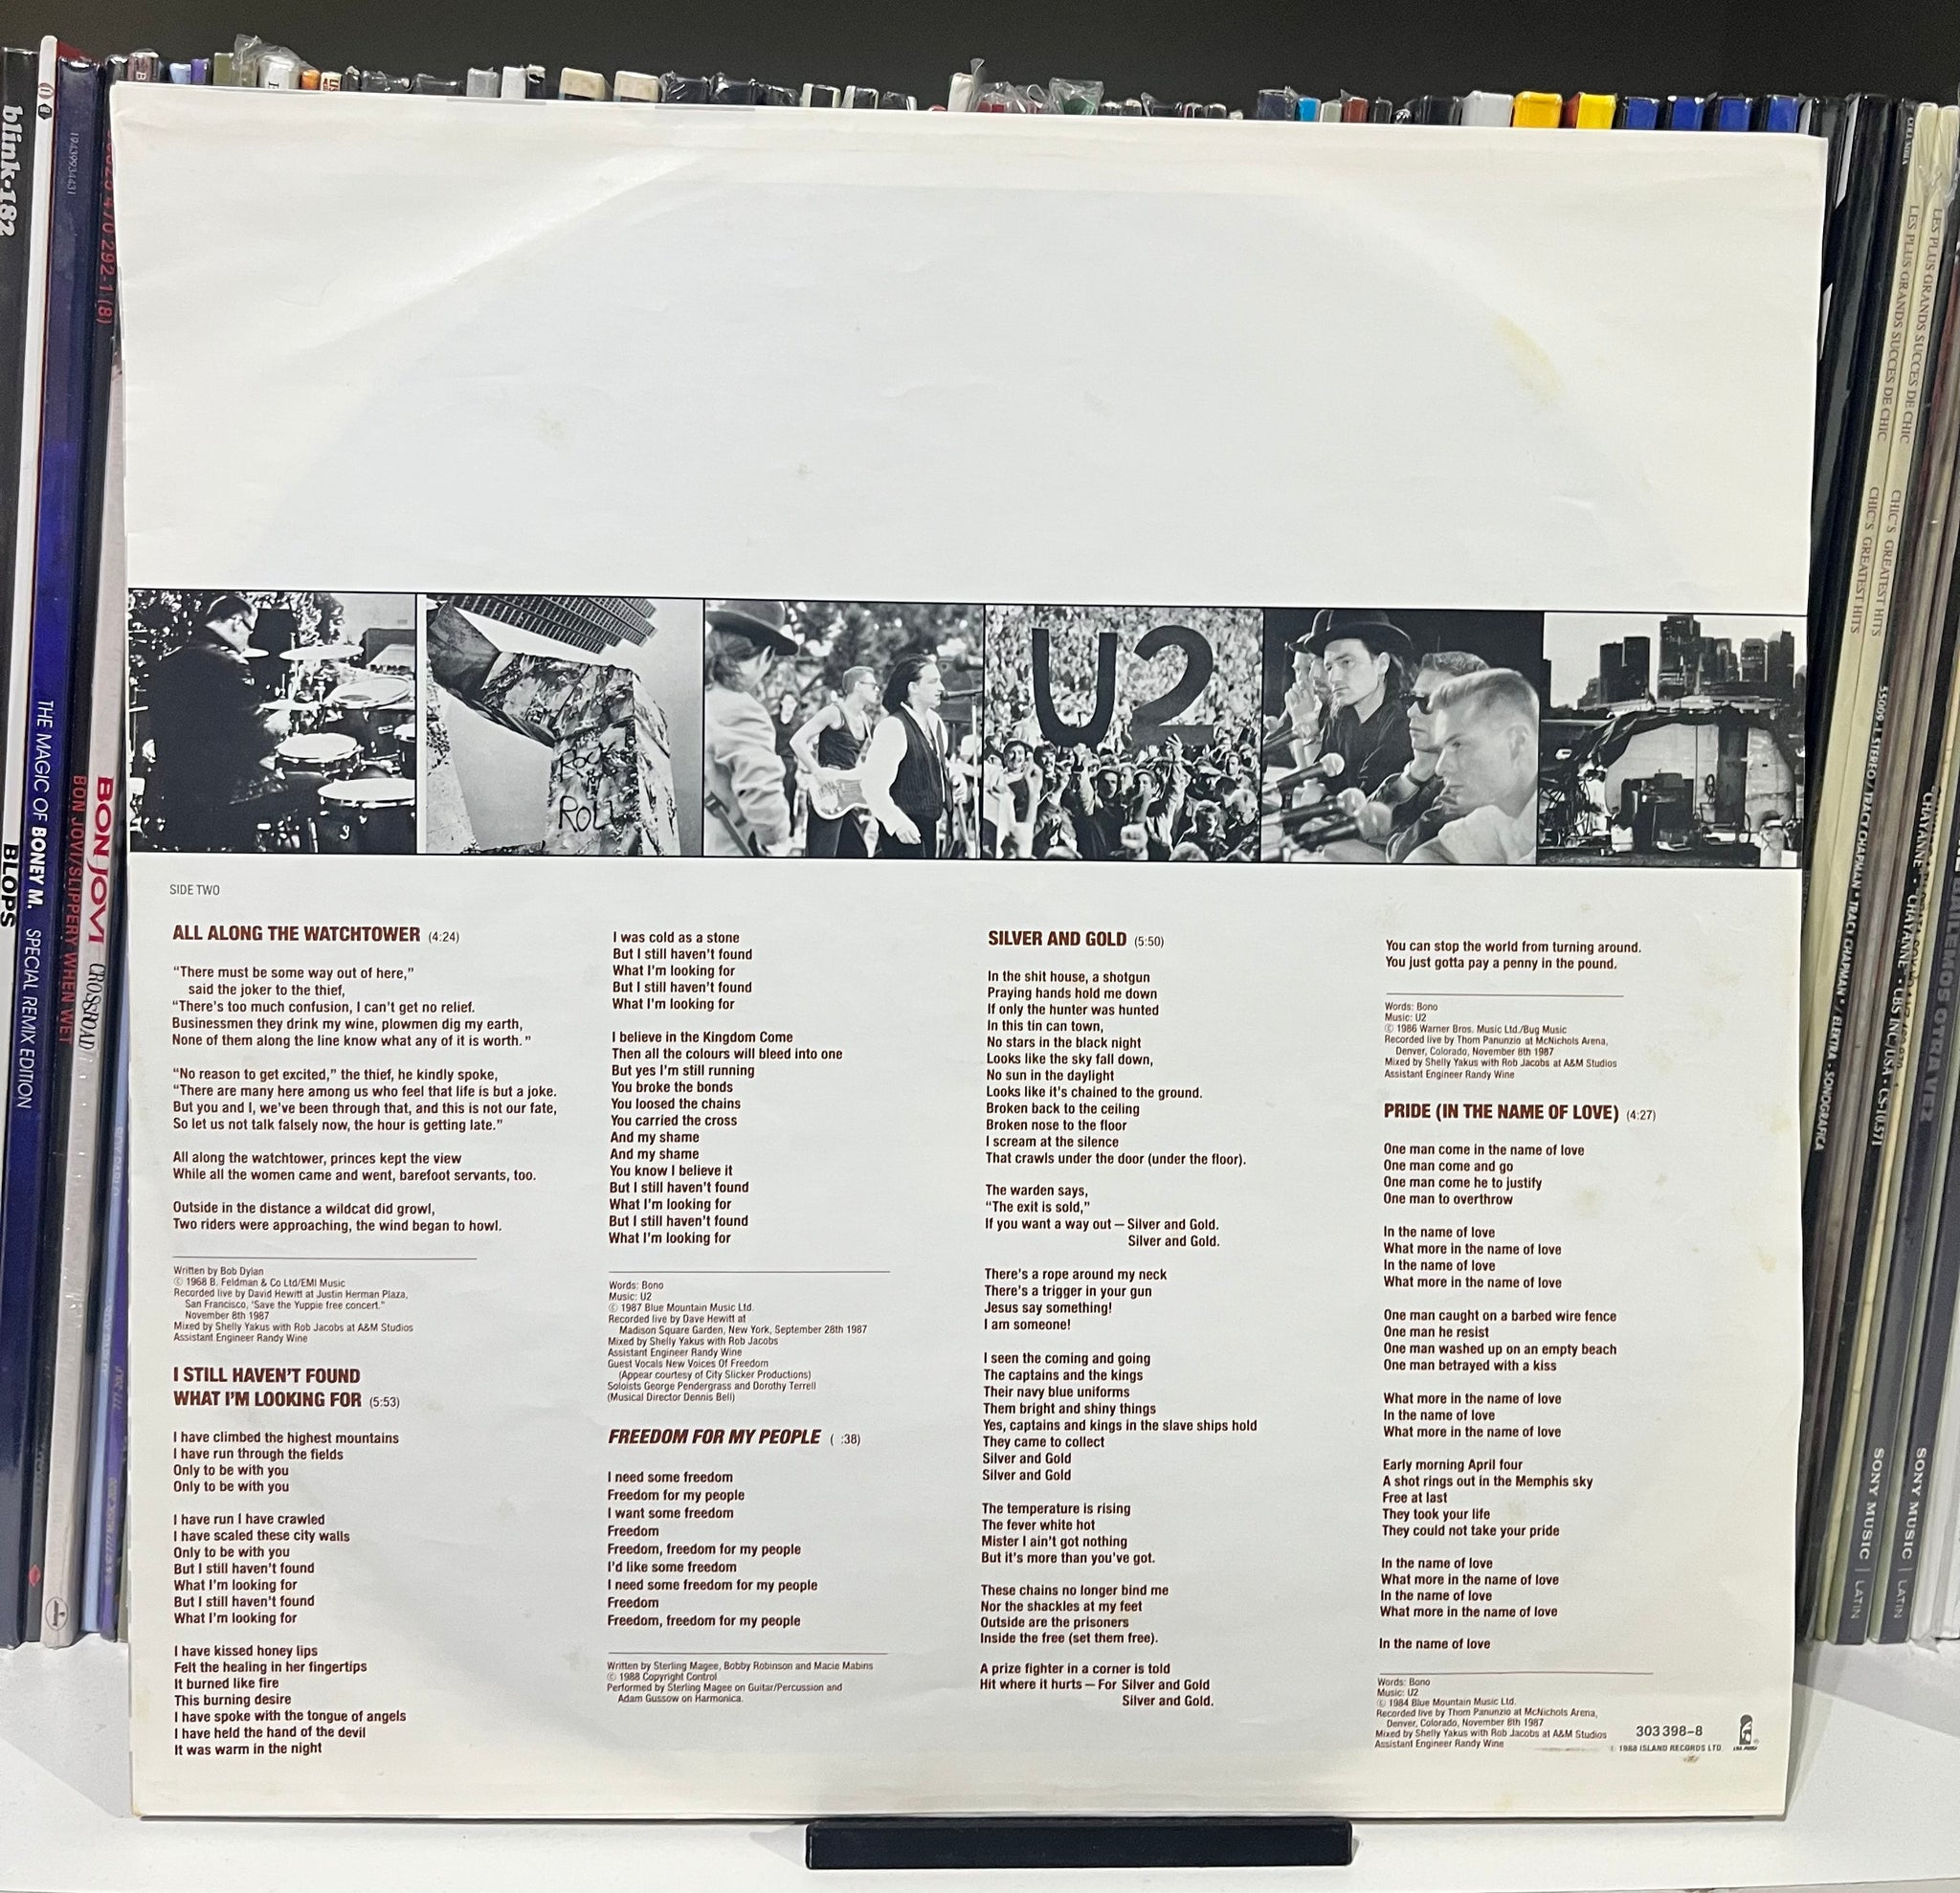 blink-182
BLOPS
19439934431
THE MAGIC OF BONEY M. SPECIAL REMIX EDITION
BON JOVI/SLIPPERY WHEN WET
470 292-1 (8)
BON JOVI CROSSROAD
ROCK
ROLL
U2
SIDE TWO
ALL ALONG THE WATCHTOWER (4:24)
“There must be some way out of here,”
said the joker to the thief,
“There's too much confusion, I can't get no relief.
Businessmen they drink my wine, plowmen dig my earth,
None of them along the line know what any of it is worth.”
“No reason to get excited,” the thief, he kindly spoke,
“There are many here among us who feel that life is but a joke.
But you and I, we've been through that, and this is not our fate,
So let us not talk falsely now, the hour is getting late.”
All along the watchtower, princes kept the view
While all the women came and went, barefoot servants, too.
Outside in the distance a wildcat did growl,
Two riders were approaching, the wind began to howl.
Written by Bob Dylan
Ⓒ 1968 B. Feldman & Co Ltd/EMI Music
Recorded live by David Hewitt at Justin Herman Plaza,
San Francisco, "Save the Yuppie free concert."
November 8th 1987
Mixed by Shelly Yakus with Rob Jacobs at A&M Studios
Assistant Engineer Randy Wine
I STILL HAVEN'T FOUND
WHAT I'M LOOKING FOR (5:53)
I have climbed the highest mountains
I have run through the fields
Only to be with you
Only to be with you
I have run I have crawled
I have scaled these city walls
Only to be with you
But I still haven't found
What I'm looking for
But I still haven't found
What I'm looking for
I have kissed honey lips
Felt the healing in her fingertips
It burned like fire
This burning desire
I have spoke with the tongue of angels
I have held the hand of the devil
It was warm in the night
I was cold as a stone
But I still haven't found
What I'm looking for
But I still haven't found
What I'm looking for
I believe in the Kingdom Come
Then all the colours will bleed into one
But yes I'm still running
You broke the bonds
You loosed the chains
You carried the cross
And my shame
And my shame
You know I believe it
But I still haven't found
What I'm looking for
But I still haven't found
What I'm looking for
Words: Bono
Music: U2
Ⓒ 1987 Blue Mountain Music Ltd.
Recorded live by Dave Hewitt at
Madison Square Garden, New York, September 28th 1987
Mixed by Shelly Yakus with Rob Jacobs
Assistant Engineer Randy Wine
Guest Vocals New Voices Of Freedom
(Appear courtesy of City Slicker Productions)
Soloists George Pendergrass and Dorothy Terrell
(Musical Director Dennis Bell)
FREEDOM FOR MY PEOPLE ( :38)
I need some freedom
Freedom for my people
I want some freedom
Freedom
Freedom, freedom for my people
I'd like some freedom
I need some freedom for my people
Freedom
Freedom, freedom for my people
Written by Sterling Magee, Bobby Robinson and Macie Mabins
Ⓒ 1988 Copyright Control
Performed by Sterling Magee on Guitar/Percussion and
Adam Gussow on Harmonica.
SILVER AND GOLD (5:50)
In the shit house, a shotgun
Praying hands hold me down
If only the hunter was hunted
In this tin can town,
No stars in the black night
Looks like the sky fall down,
No sun in the daylight
Looks like it's chained to the ground.
Broken back to the ceiling
Broken nose to the floor
I scream at the silence
That crawls under the door (under the floor).
The warden says,
“The exit is sold,”
If you want a way out — Silver and Gold.
Silver and Gold.
There's a rope around my neck
There's a trigger in your gun
Jesus say something!
I am someone!
I seen the coming and going
The captains and the kings
Their navy blue uniforms
Them bright and shiny things
Yes, captains and kings in the slave ships hold
They came to collect
Silver and Gold
Silver and Gold
The temperature is rising
The fever white hot
Mister I ain't got nothing
But it's more than you've got.
These chains no longer bind me
Nor the shackles at my feet
Outside are the prisoners
Inside the free (set them free).
A prize fighter in a corner is told
Hit where it hurts — For Silver and Gold
Silver and Gold.
You can stop the world from turning around.
You just gotta pay a penny in the pound.
Words: Bono
Music: U2
Ⓒ 1986 Warner Bros. Music Ltd./Bug Music
Recorded live by Thom Panunzio at McNichols Arena,
Denver, Colorado, November 8th 1987
Mixed by Shelly Yakus with Rob Jacobs at A&M Studios
Assistant Engineer Randy Wine
PRIDE (IN THE NAME OF LOVE) (4:27)
One man come in the name of love
One man come and go
One man come he to justify
One man to overthrow
In the name of love
What more in the name of love
In the name of love
What more in the name of love
One man caught on a barbed wire fence
One man he resist
One man washed up on an empty beach
One man betrayed with a kiss
What more in the name of love
In the name of love
What more in the name of love
Early morning April four
A shot rings out in the Memphis sky
Free at last
They took your life
They could not take your pride
In the name of love
What more in the name of love
In the name of love
What more in the name of love
In the name of love
Words: Bono
Music: U2
Ⓒ 1984 Blue Mountain Music Ltd.
Recorded live by Thom Panunzio at McNichols Arena,
Denver, Colorado, November 8th 1987
Mixed by Shelly Yakus with Rob Jacobs at A&M Studios
Assistant Engineer Randy Wine
303 398-8
1988 ISLAND RECORDS LTD.
LES PLUS GRANDS SUCCES DE CHIC CHIC'S GREATEST HITS
LES PLUS GRANDS SUCCES DE CHIC CHIC'S GREATEST HITS
STEREO / TRACY CHAPMAN • TRACY CHAPMAN / ELEKTRA • SONOGRAFICA
CHAYANNE • CHAYANNE • CBS INC./USA • CS-10.571
SONY MUSIC | LATIN
SONY MUSIC | LATIN
OTRA VEZ